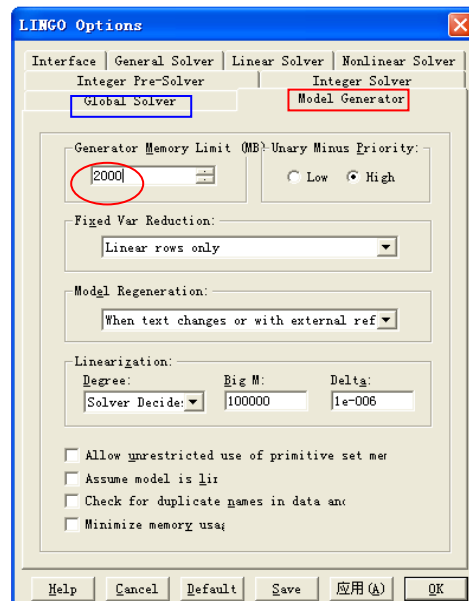 LINGO Options
Interface General Solver Linear Solver Nonlinear Solver
Integer Pre-Solver Integer Solver
Global Solver Model Generator
Generator Memory Limit (MB) Unary Minus Priority:
2000 Low High
Fixed Var Reduction:
Linear rows only
Model Regeneration:
When text changes or with external ref
Linearization:
Degree: Big M: Delta:
Solver Decide: 100000 1e-006
Allow unrestricted use of primitive set mem
Assume model is lin
Check for duplicate names in data and
Minimize memory usag
Help Cancel Default Save 应用(A) OK